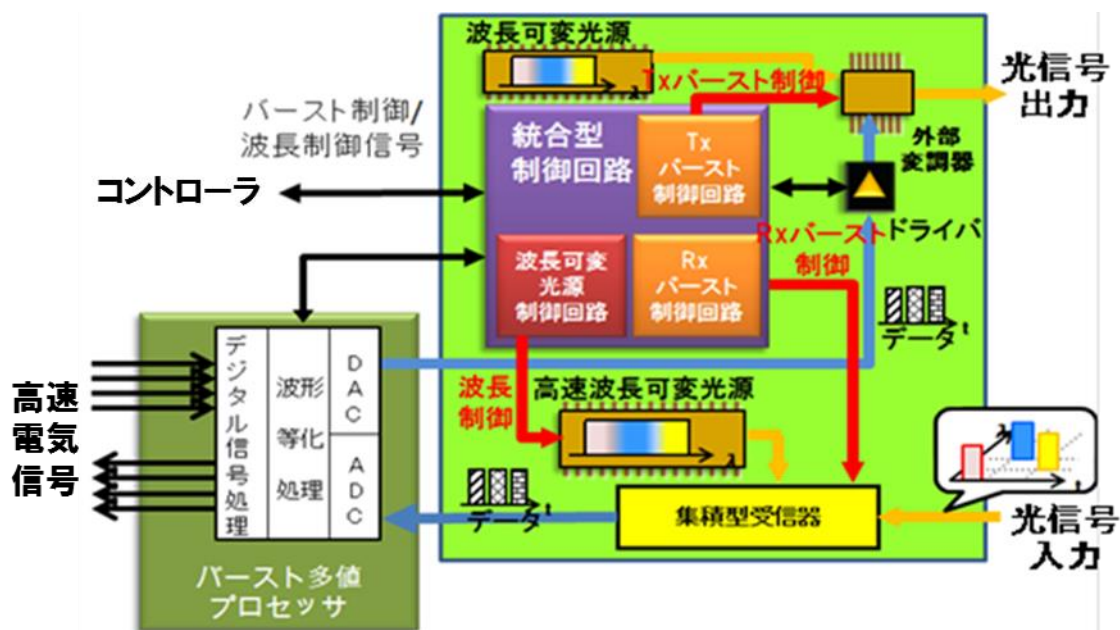 波長可変光源
λ
Txバースト制御
光信号
出力
バースト制御/
波長制御信号
統合型
制御回路
Tx
バースト
制御回路
外部
変調器
コントローラ
ドライバ
Rxバースト
制御
波長可変
光源
制御回路
Rx
バースト
制御回路
データ t
高速
電気
信号
デジタル信号処理
波形
等化
処理
DAC
ADC
波長
制御
高速波長可変光源
λ
λ
t
データ t
集積型受信器
光信号
入力
バースト多値
プロセッサ